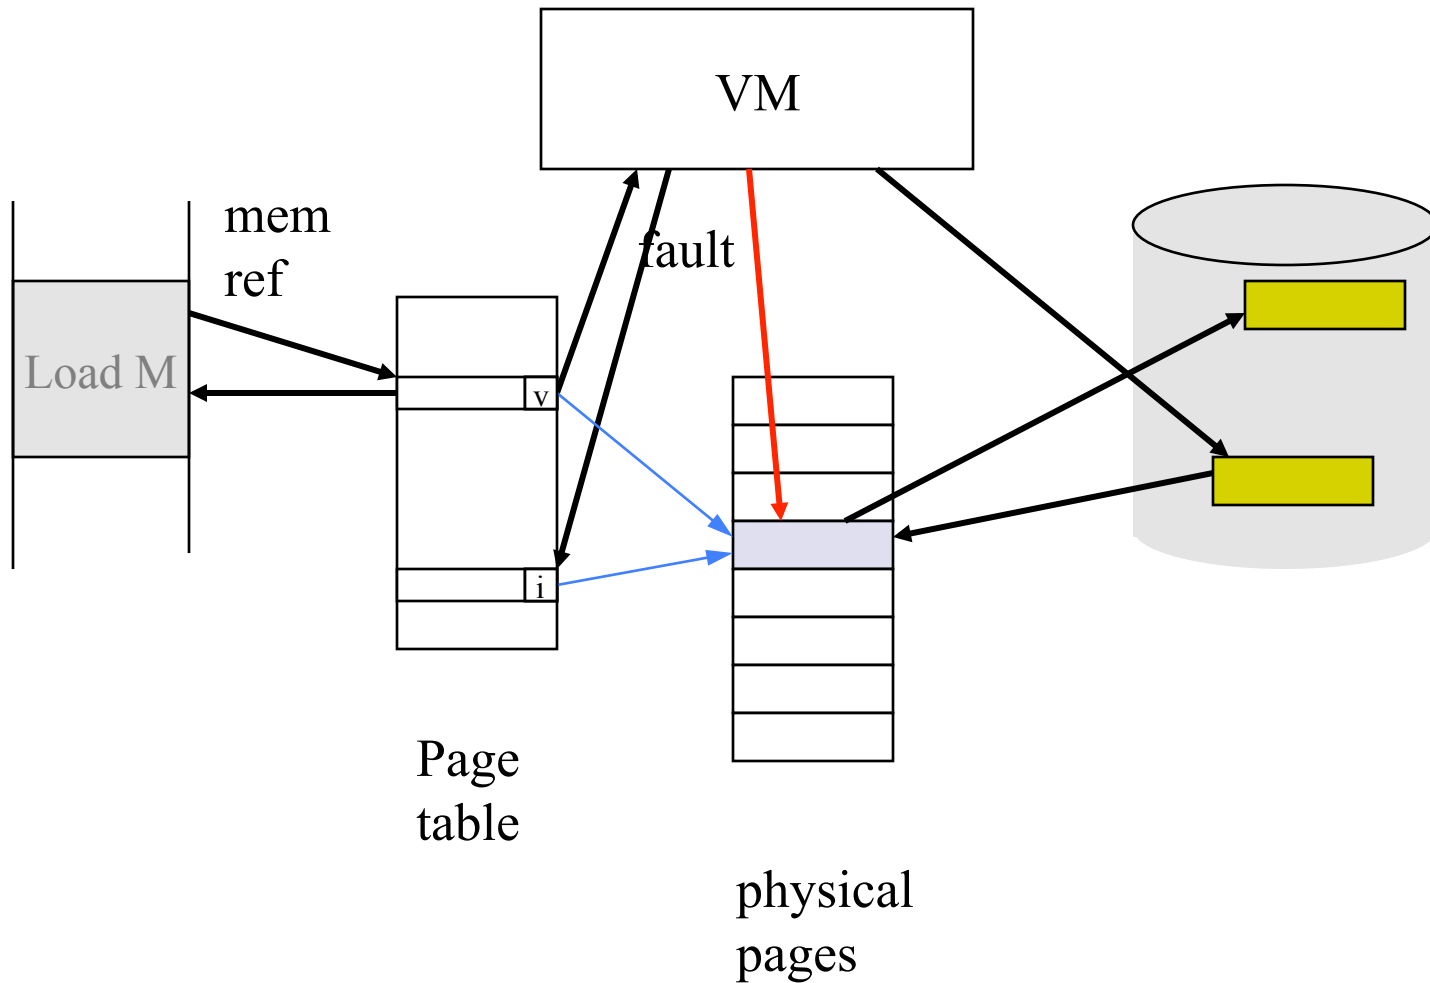 VM
mem
ref
fault
Load M
v
i
Page
table
physical
pages